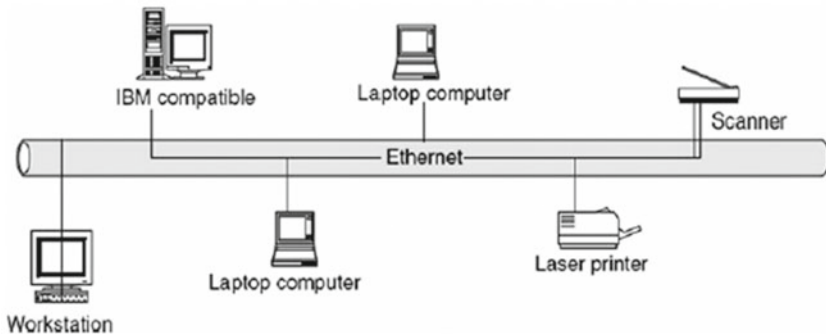 IBM compatible
Laptop computer
Scanner
Ethernet
Laptop computer
Laser printer
Workstation